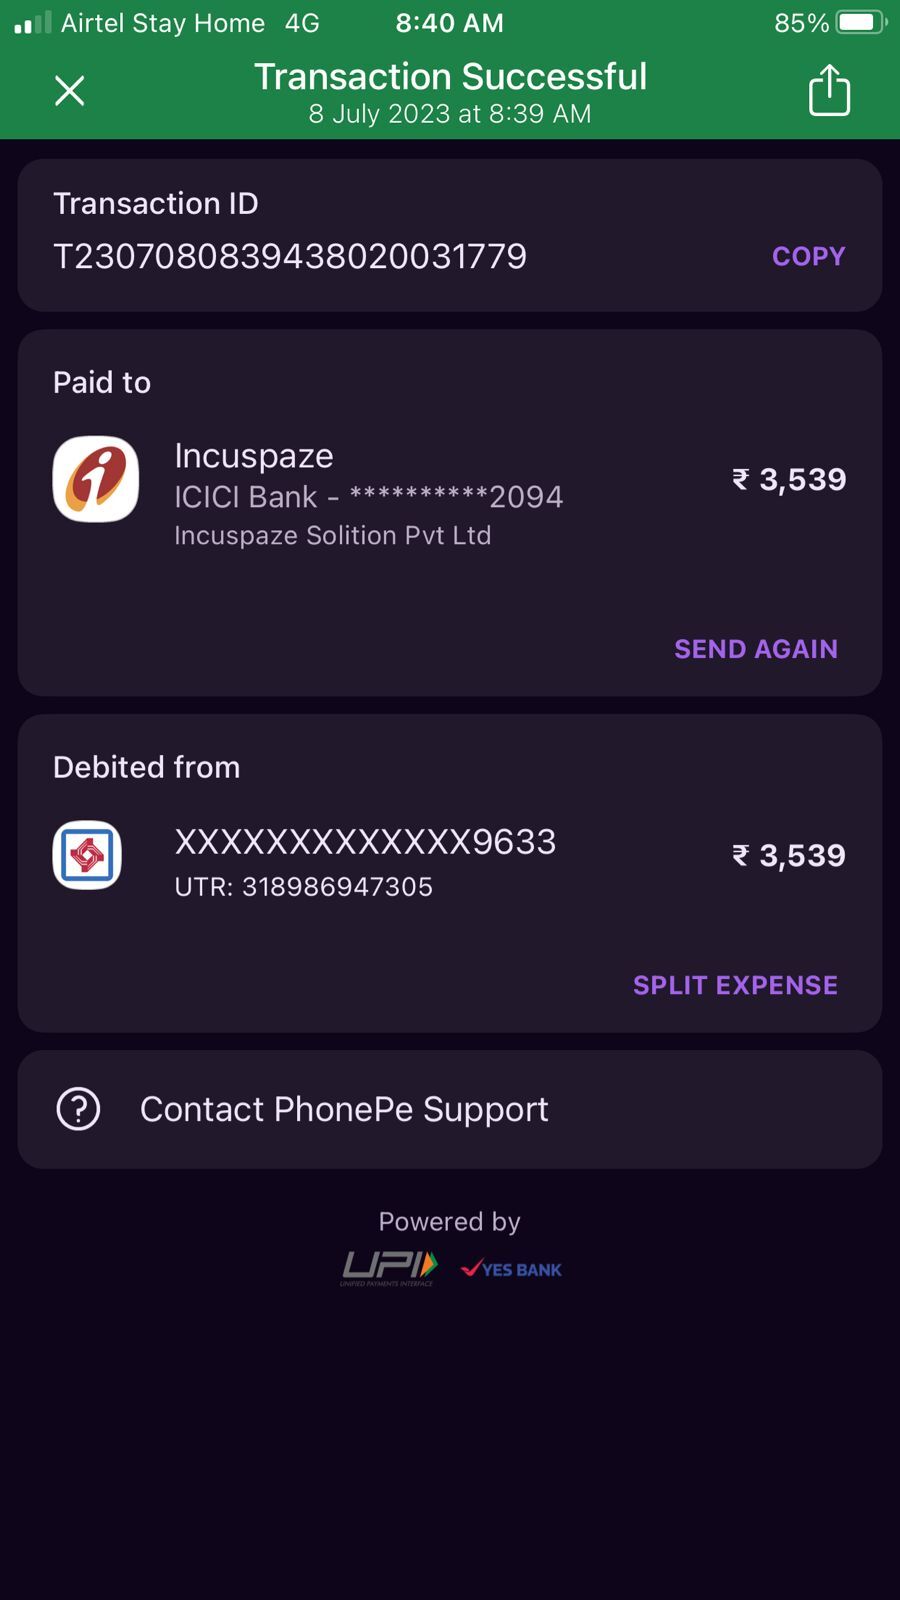 Airtel Stay Home 4G 8:40 AM 85%
Transaction Successful
8 July 2023 at 8:39 AM
Transaction ID
T2307080839438020031779
COPY
Paid to
Incuspaze
ICICI Bank - **********2094
Incuspaze Solition Pvt Ltd
₹ 3,539
SEND AGAIN
Debited from
XXXXXXXXXXXXX9633
UTR: 318986947305
₹ 3,539
SPLIT EXPENSE
Contact PhonePe Support
Powered by
UPI
UNIFIED PAYMENTS INTERFACE
YES BANK